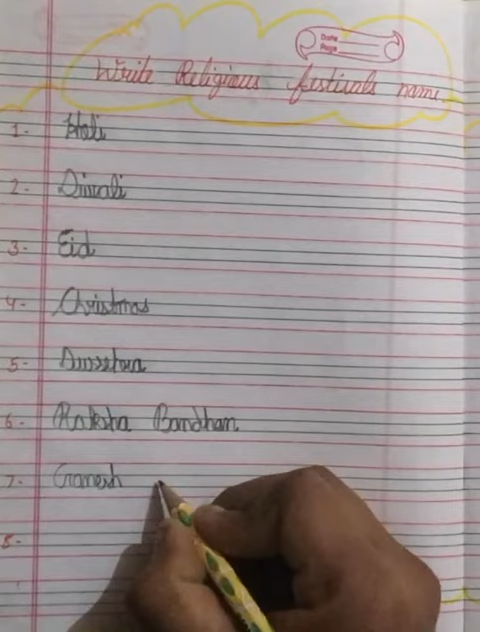 Date
Page
Write Religious festivals name.
1- Holi
2- Diwali
3- Eid
4- Christmas
5- Dussehra
6- Raksha Bandhan
7- Ganesh
8-